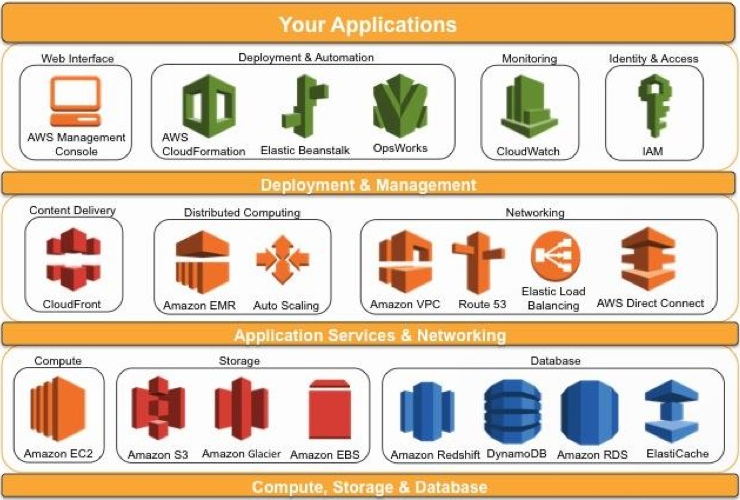 Your Applications
Web Interface
Deployment & Automation
Monitoring
Identity & Access
AWS Management
Console
AWS
CloudFormation
Elastic Beanstalk
OpsWorks
CloudWatch
IAM
Deployment & Management
Content Delivery
Distributed Computing
Networking
CloudFront
Amazon EMR
Auto Scaling
Amazon VPC
Route 53
Elastic Load
Balancing
AWS Direct Connect
Application Services & Networking
Compute
Storage
Database
Amazon EC2
Amazon S3
Amazon Glacier
Amazon EBS
Amazon Redshift
DynamoDB
Amazon RDS
ElastiCache
Compute, Storage & Database